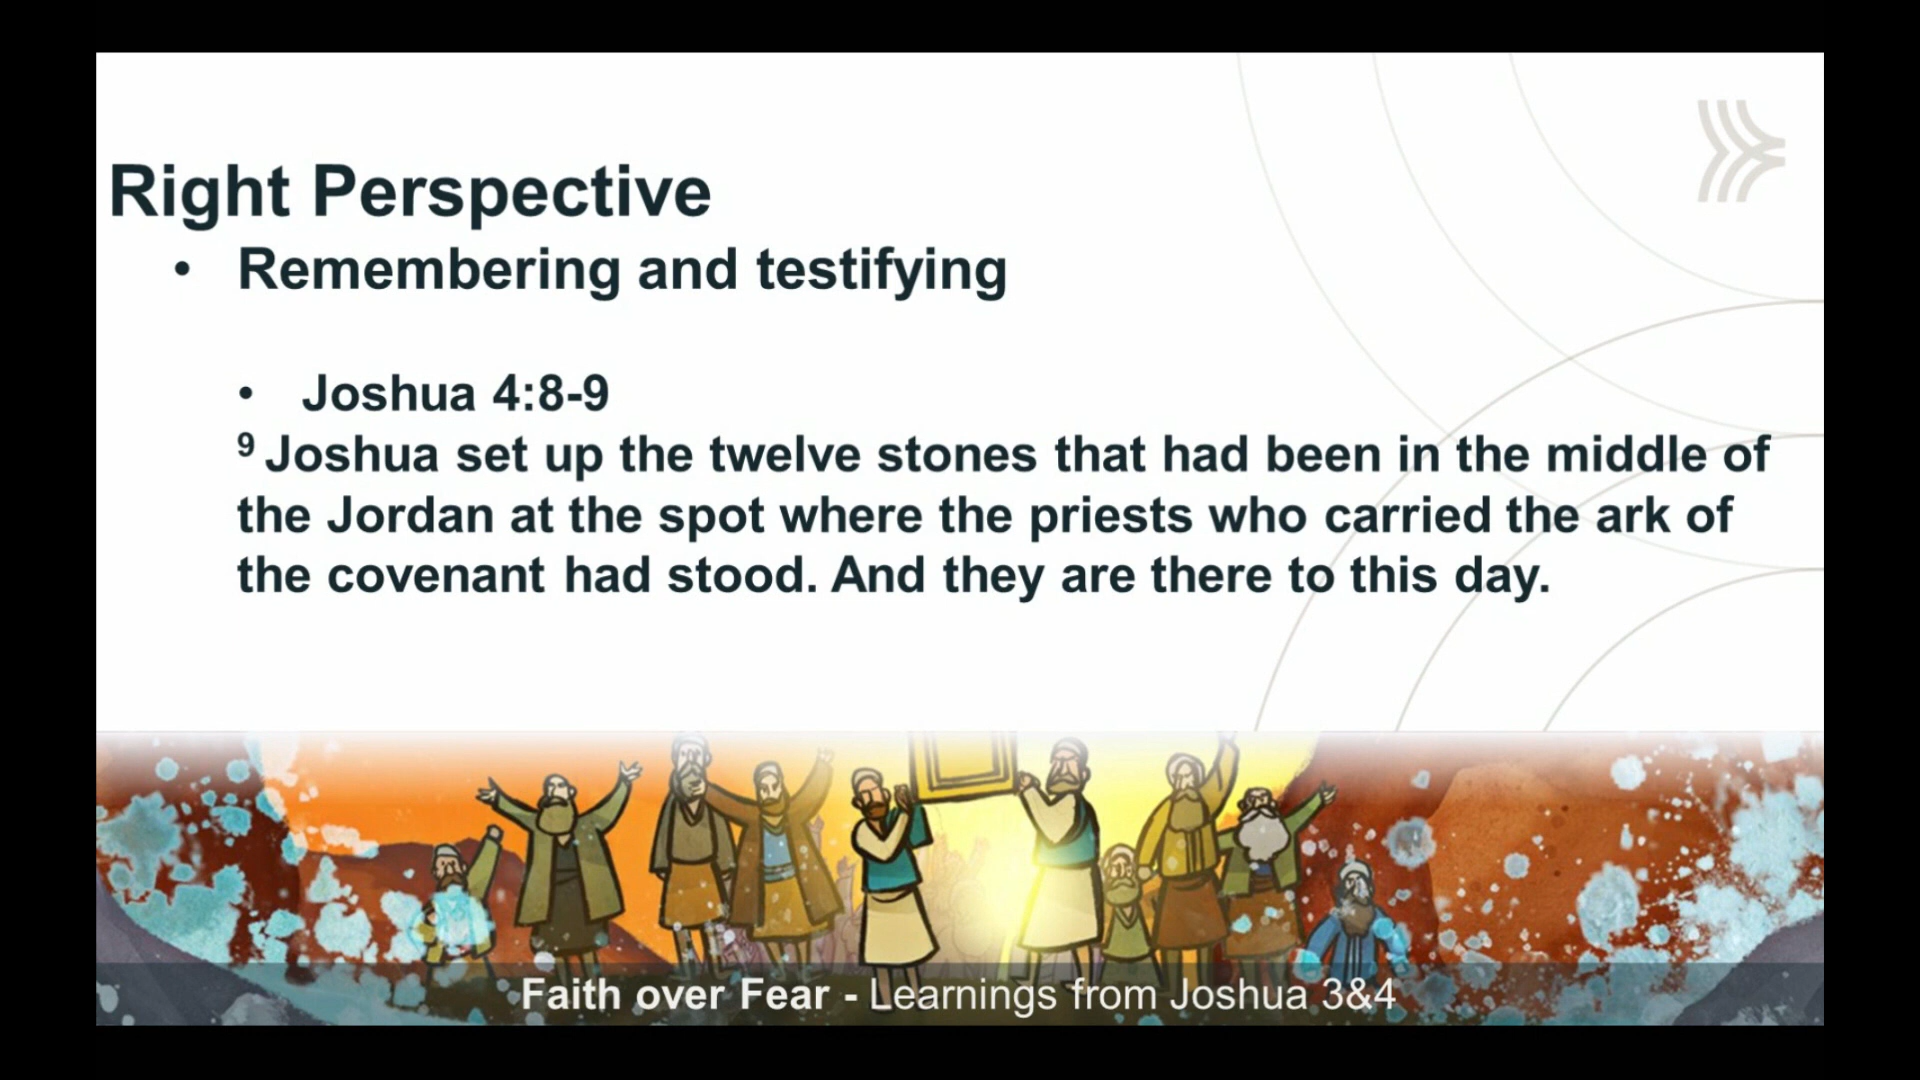 Right Perspective
• Remembering and testifying
• Joshua 4:8-9
⁹ Joshua set up the twelve stones that had been in the middle of
the Jordan at the spot where the priests who carried the ark of
the covenant had stood. And they are there to this day.
Faith over Fear - Learnings from Joshua 3&4